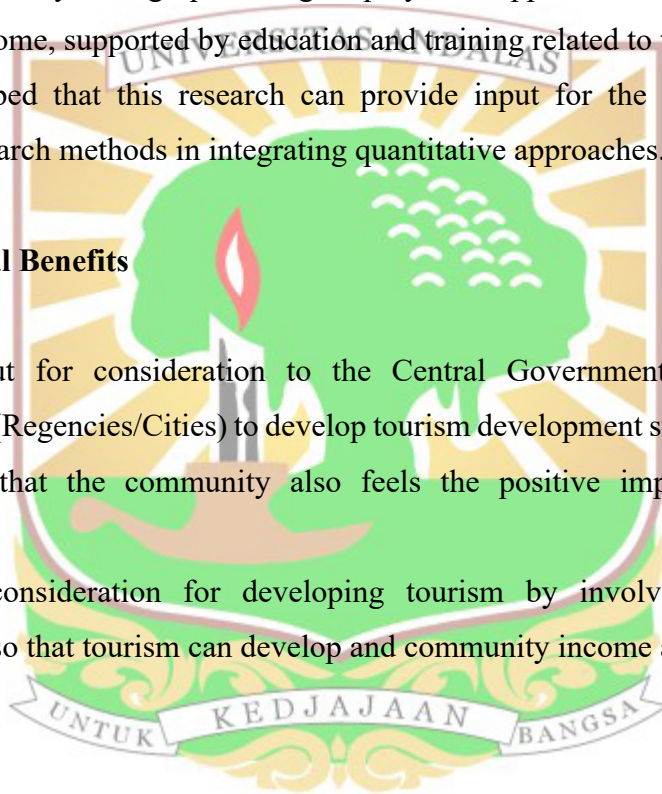 UNIVERSITAS ANDALAS
ome, supported by education and training related to
ped that this research can provide input for the
arch methods in integrating quantitative approaches.
l Benefits
ut for consideration to the Central Government
(Regencies/Cities) to develop tourism development s
that the community also feels the positive imp
consideration for developing tourism by involv
so that tourism can develop and community income a
UNTUK KEDJAJAAN BANGSA